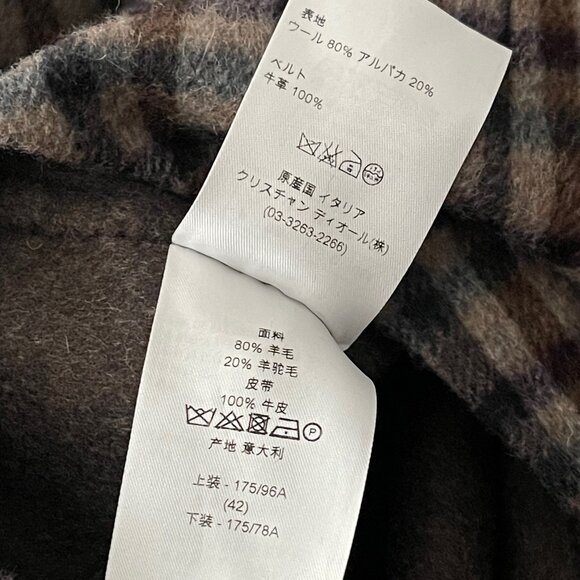 表地
ウール 80% アルパカ 20%
ベルト
牛革 100%
原産国 イタリア
クリスチャン ディオール(株)
(03-3263-2266)
面料
80% 羊毛
20% 羊驼毛
皮带
100% 牛皮
P
产地 意大利
上装 - 175/96A
(42)
下装 - 175/78A